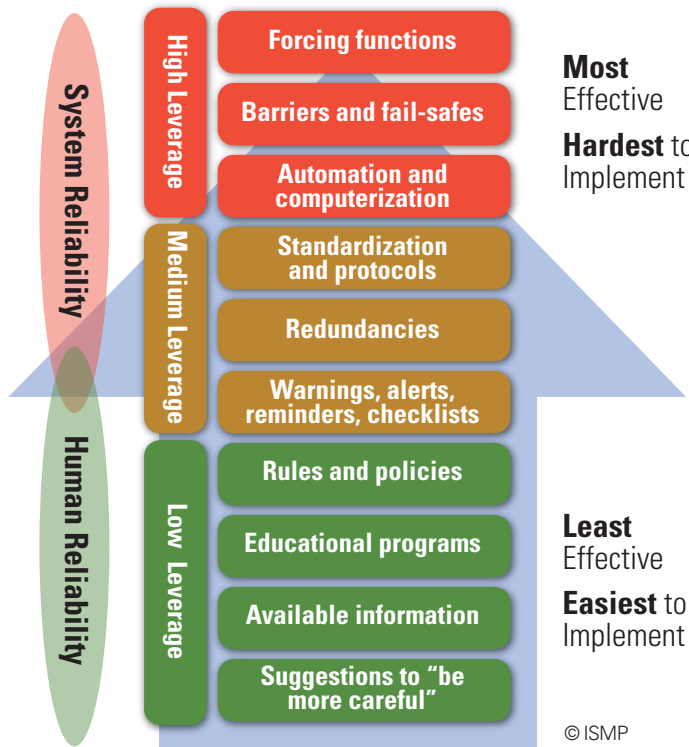 System Reliability
Human Reliability
High Leverage
Forcing functions
Barriers and fail-safes
Automation and
computerization
Medium Leverage
Standardization
and protocols
Redundancies
Warnings, alerts,
reminders, checklists
Low Leverage
Rules and policies
Educational programs
Available information
Suggestions to “be
more careful”
Most
Effective
Hardest to
Implement
Least
Effective
Easiest to
Implement
© ISMP